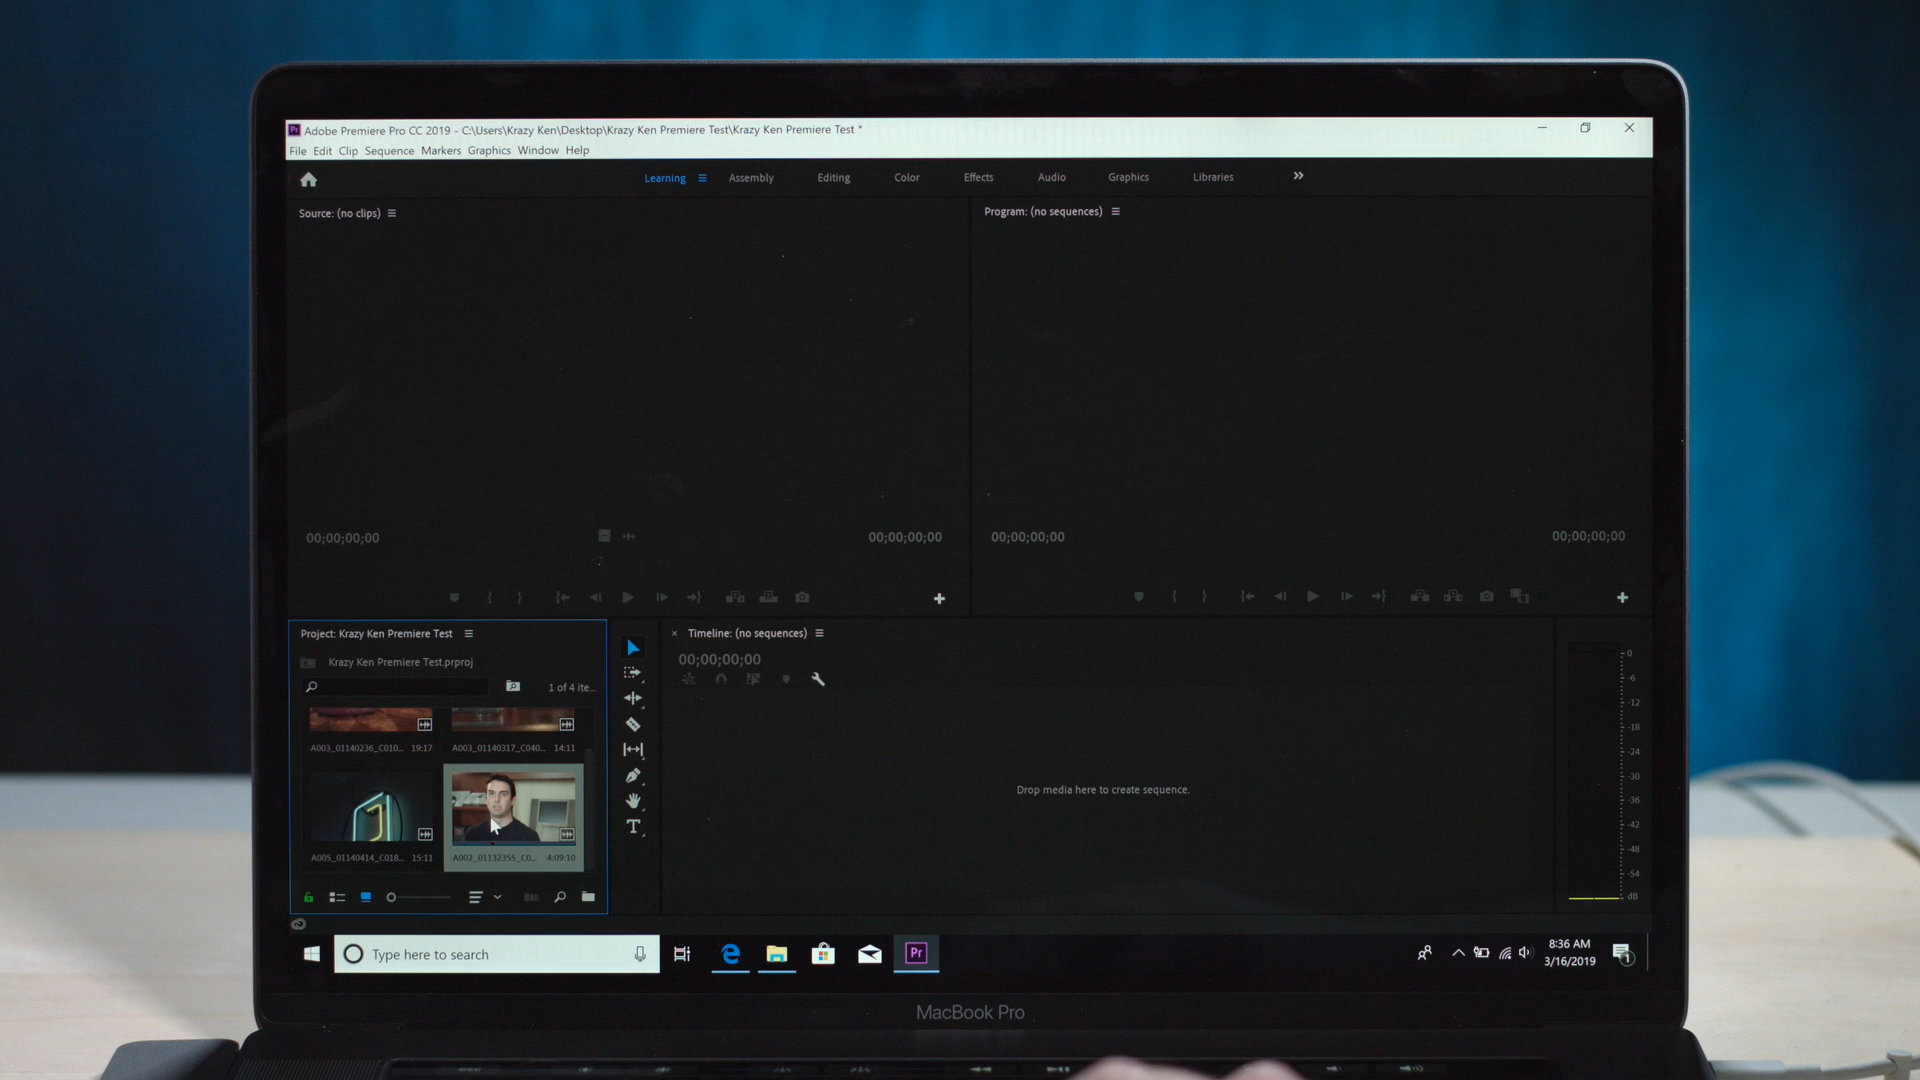 Pr Adobe Premiere Pro CC 2019 - C:\Users\Krazy Ken\Desktop\Krazy Ken Premiere Test\Krazy Ken Premiere Test *
File Edit Clip Sequence Markers Graphics Window Help
Learning Assembly Editing Color Effects Audio Graphics Libraries
Source: (no clips)
Program: (no sequences)
00;00;00;00
00;00;00;00
00;00;00;00
00;00;00;00
Project: Krazy Ken Premiere Test
Krazy Ken Premiere Test.prproj
1 of 4 ite...
A003_01140236_C010... 19:17
A003_01140317_C040... 14:11
A005_01140414_C018... 15:11
A002_01132355_C0... 4:09:10
T
× Timeline: (no sequences)
00;00;00;00
Drop media here to create sequence.
0
-6
-12
-18
-24
-30
-36
-42
-48
-54
dB
Type here to search
Pr
8:36 AM
3/16/2019
1
MacBook Pro